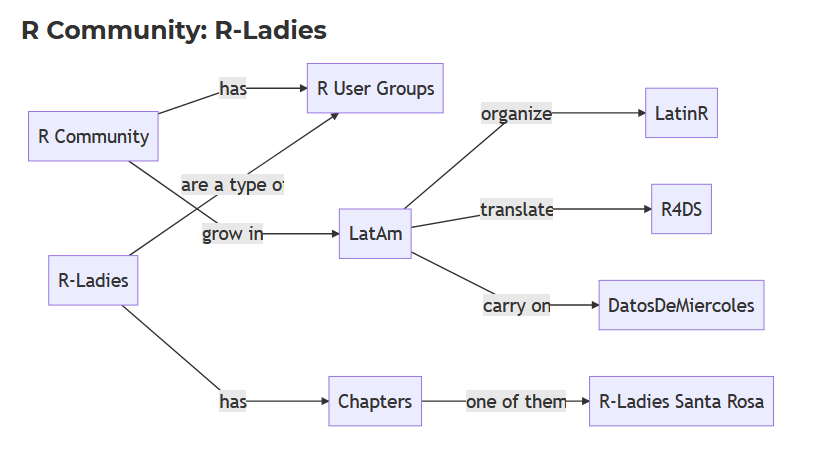 R Community: R-Ladies
has
R User Groups
R Community
organize
LatinR
are a type of
translate
R4DS
grow in
LatAm
R-Ladies
carry on
DatosDeMiercoles
has
Chapters
one of them
R-Ladies Santa Rosa